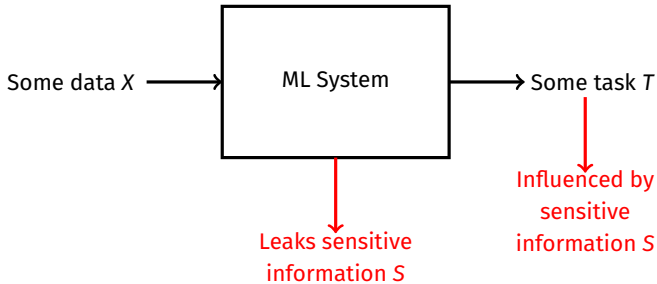 Some data X
ML System
Some task T
Leaks sensitive
information S
Influenced by
sensitive
information S